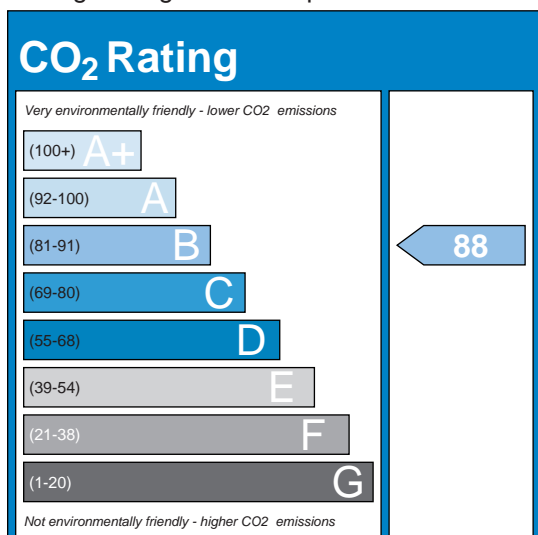 CO2 Rating
Very environmentally friendly - lower CO2 emissions
(100+) A+
(92-100) A
(81-91) B
88
(69-80) C
(55-68) D
(39-54) E
(21-38) F
(1-20) G
Not environmentally friendly - higher CO2 emissions